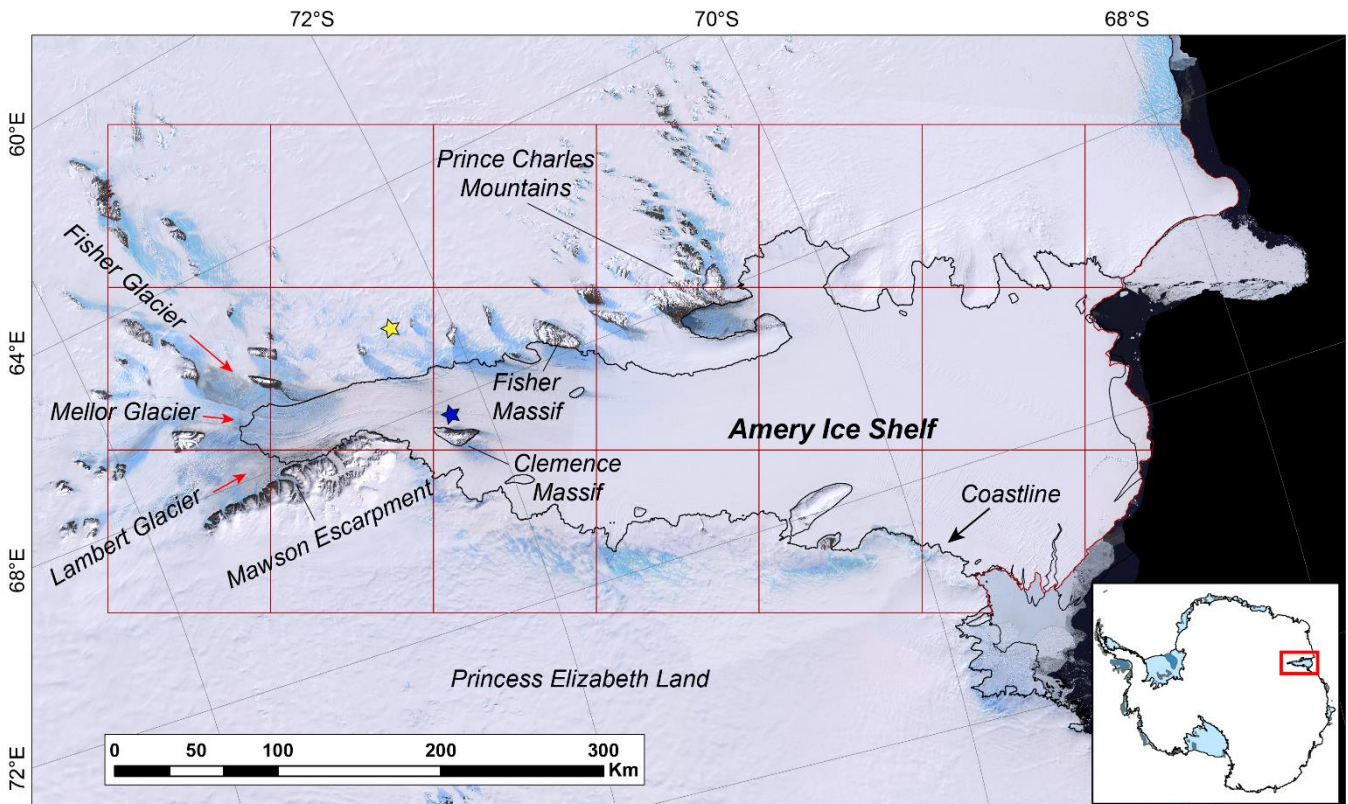 72°S
70°S
68°S
60°E
64°E
68°E
72°E
Prince Charles
Mountains
Fisher Glacier
Mellor Glacier
Lambert Glacier
Mawson Escarpment
Fisher
Massif
Clemence
Massif
Amery Ice Shelf
Coastline
Princess Elizabeth Land
0 50 100 200 300
Km